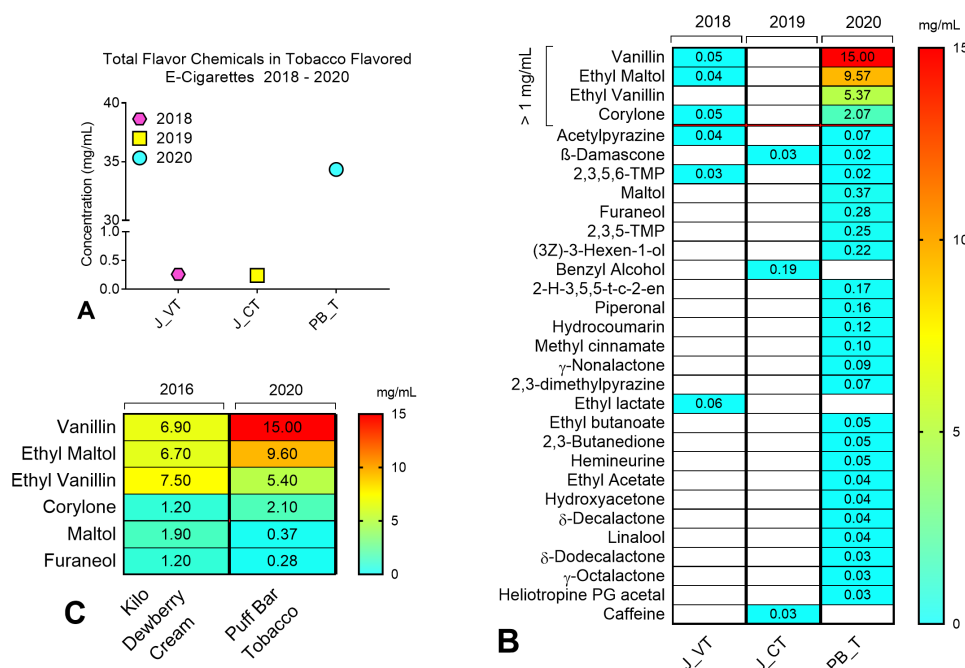 Total Flavor Chemicals in Tobacco Flavored
E-Cigarettes 2018 - 2020
Concentration (mg/mL)
40
35
30
1.0
0.5
0.0
2018
2019
2020
J_VT
J_CT
PB_T
A
2016
2020
mg/mL
Vanillin 6.90 15.00
Ethyl Maltol 6.70 9.60
Ethyl Vanillin 7.50 5.40
Corylone 1.20 2.10
Maltol 1.90 0.37
Furaneol 1.20 0.28
15
10
5
0
Kilo
Dewberry
Cream
Puff Bar
Tobacco
C
2018
2019
2020
mg/mL
> 1 mg/mL
Vanillin 0.05 15.00
Ethyl Maltol 0.04 9.57
Ethyl Vanillin 5.37
Corylone 0.05 2.07
Acetylpyrazine 0.04 0.07
ß-Damascone 0.03 0.02
2,3,5,6-TMP 0.03 0.02
Maltol 0.37
Furaneol 0.28
2,3,5-TMP 0.25
(3Z)-3-Hexen-1-ol 0.22
Benzyl Alcohol 0.19
2-H-3,5,5-t-c-2-en 0.17
Piperonal 0.16
Hydrocoumarin 0.12
Methyl cinnamate 0.10
γ-Nonalactone 0.09
2,3-dimethylpyrazine 0.07
Ethyl lactate 0.06
Ethyl butanoate 0.05
2,3-Butanedione 0.05
Hemineurine 0.05
Ethyl Acetate 0.04
Hydroxyacetone 0.04
δ-Decalactone 0.04
Linalool 0.04
δ-Dodecalactone 0.03
γ-Octalactone 0.03
Heliotropine PG acetal 0.03
Caffeine 0.03
15
10
5
0
J_VT
J_CT
PB_T
B